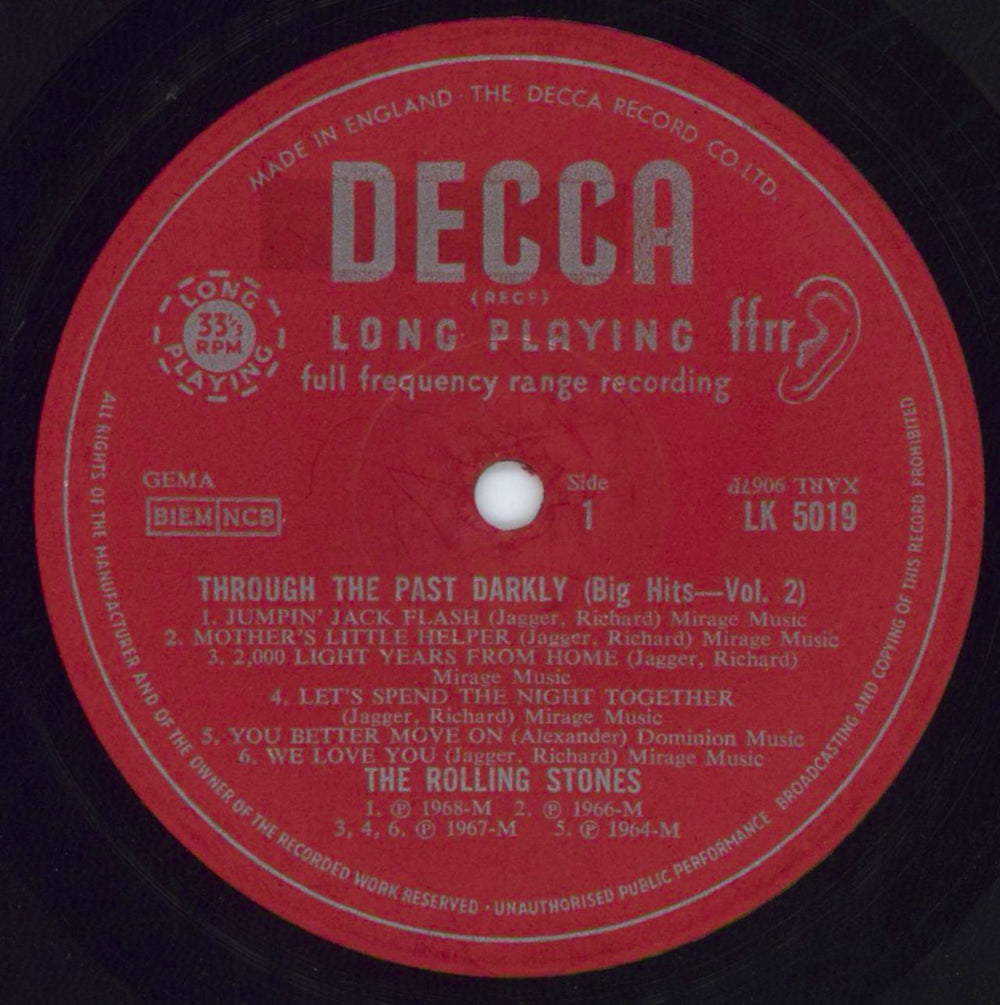 MADE IN ENGLAND · THE DECCA RECORD CO LTD.
DECCA
(REGD)
LONG PLAYING
ffrr
full frequency range recording
LONG
33⅓
RPM
PLAYING
GEMA
BIEM NCB
Side
1
XARL 9067P
LK 5019
THROUGH THE PAST DARKLY (Big Hits—Vol. 2)
1. JUMPIN' JACK FLASH (Jagger, Richard) Mirage Music
2. MOTHER'S LITTLE HELPER (Jagger, Richard) Mirage Music
3. 2,000 LIGHT YEARS FROM HOME (Jagger, Richard)
Mirage Music
4. LET'S SPEND THE NIGHT TOGETHER
(Jagger, Richard) Mirage Music
5. YOU BETTER MOVE ON (Alexander) Dominion Music
6. WE LOVE YOU (Jagger, Richard) Mirage Music
THE ROLLING STONES
1. ℗ 1968-M 2. ℗ 1966-M
3, 4, 6. ℗ 1967-M 5. ℗ 1964-M
ALL RIGHTS OF THE MANUFACTURER AND OF THE OWNER OF THE RECORDED WORK RESERVED · UNAUTHORISED PUBLIC PERFORMANCE BROADCASTING AND COPYING OF THIS RECORD PROHIBITED